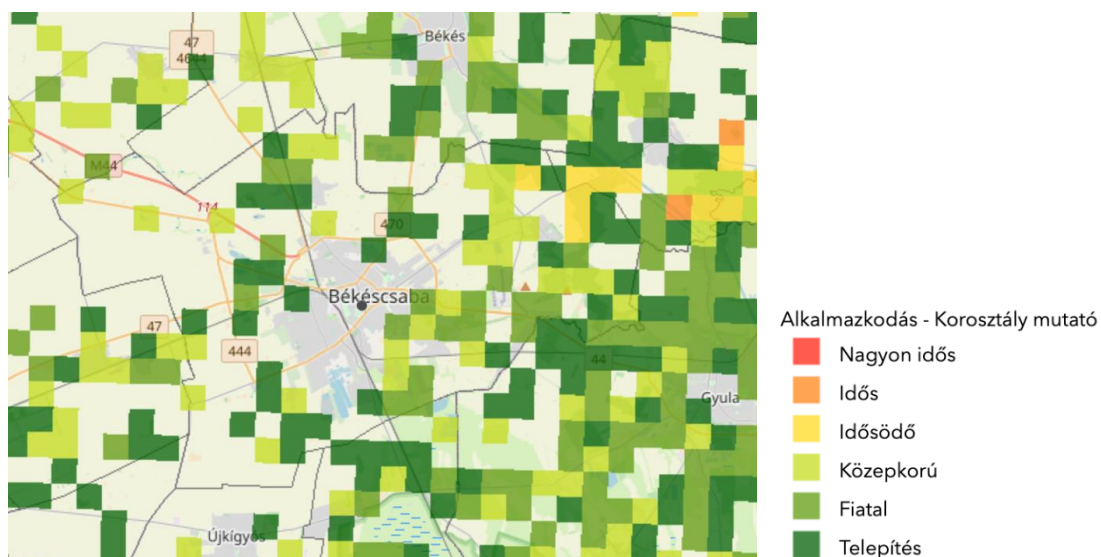 Békés
47
4644
M44
114
470
Békéscsaba
47
444
44
Gyula
Újkígyós
Alkalmazkodás - Korosztály mutató
Nagyon idős
Idős
Idősödő
Középkorú
Fiatal
Telepítés